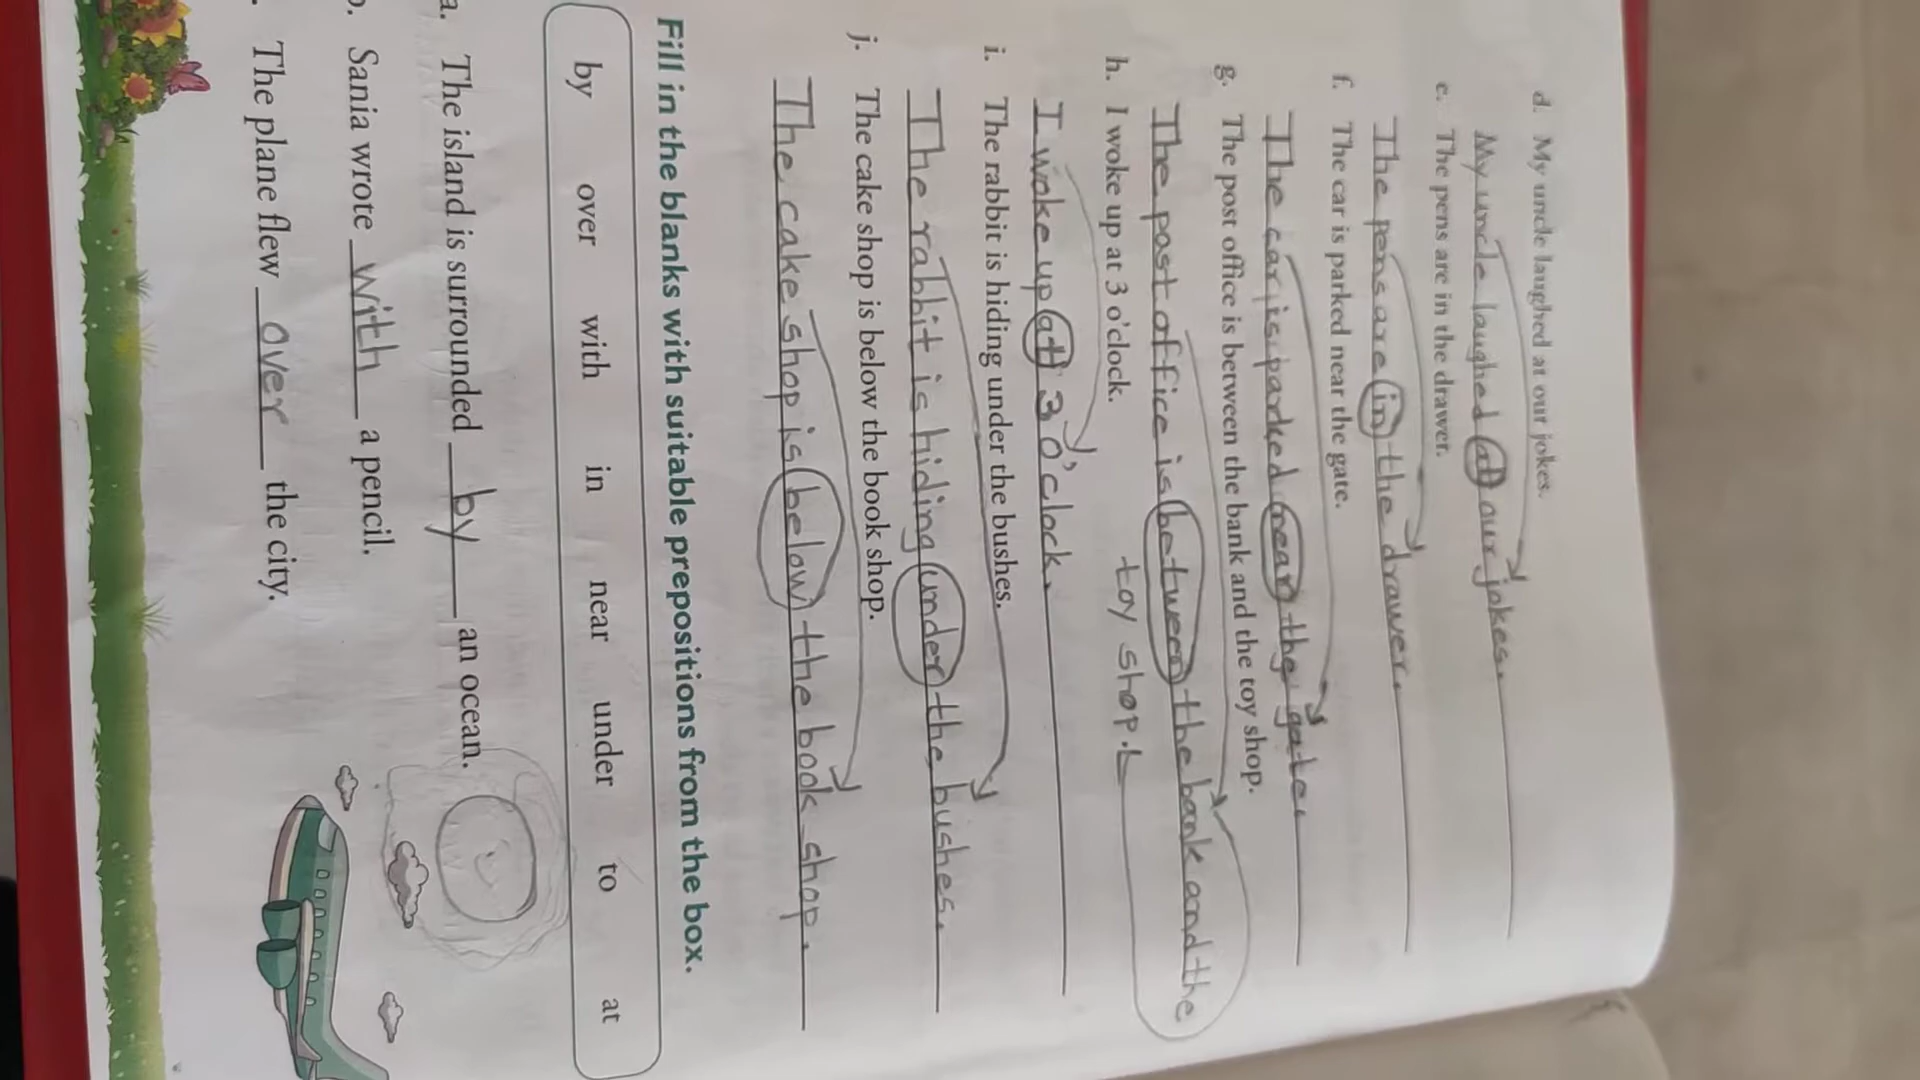 d. My uncle laughed at our jokes.
My uncle laughed at our jokes.
e. The pens are in the drawer.
The pens are in the drawer.
f. The car is parked near the gate.
The car is parked near the gate.
g. The post office is between the bank and the toy shop.
The post office is between the bank and the
toy shop.
h. I woke up at 3 o'clock.
I woke up at 3 o'clock.
i. The rabbit is hiding under the bushes.
The rabbit is hiding under the bushes.
j. The cake shop is below the book shop.
The cake shop is below the book shop.
Fill in the blanks with suitable prepositions from the box.
by over with in near under to at
a. The island is surrounded by an ocean.
b. Sania wrote with a pencil.
The plane flew over the city.